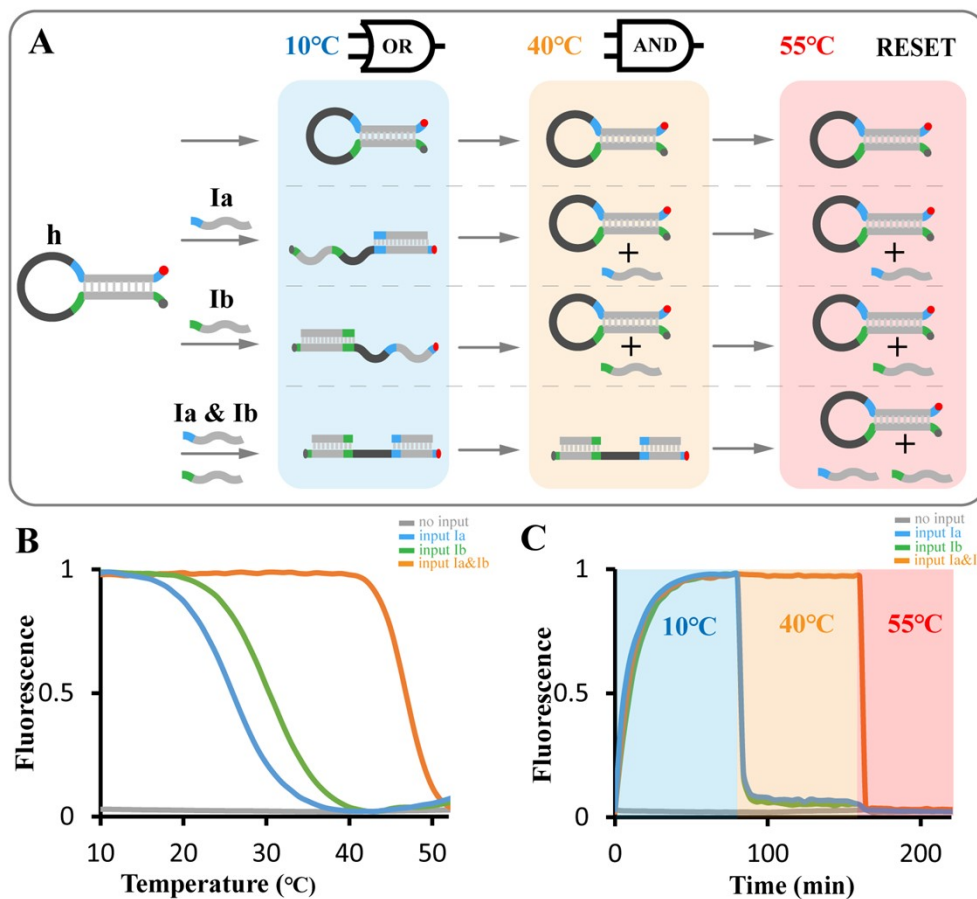 A
10°C
OR
40°C
AND
55°C
RESET
Ia
h
Ib
+
+
+
+
Ia & Ib
+
B
no input
input Ia
input Ib
input Ia&Ib
1
0.5
0
10
20
30
40
50
Fluorescence
Temperature (°C)
C
no input
input Ia
input Ib
input Ia&I
1
0.5
0
10°C
40°C
55°C
0
100
200
Fluorescence
Time (min)